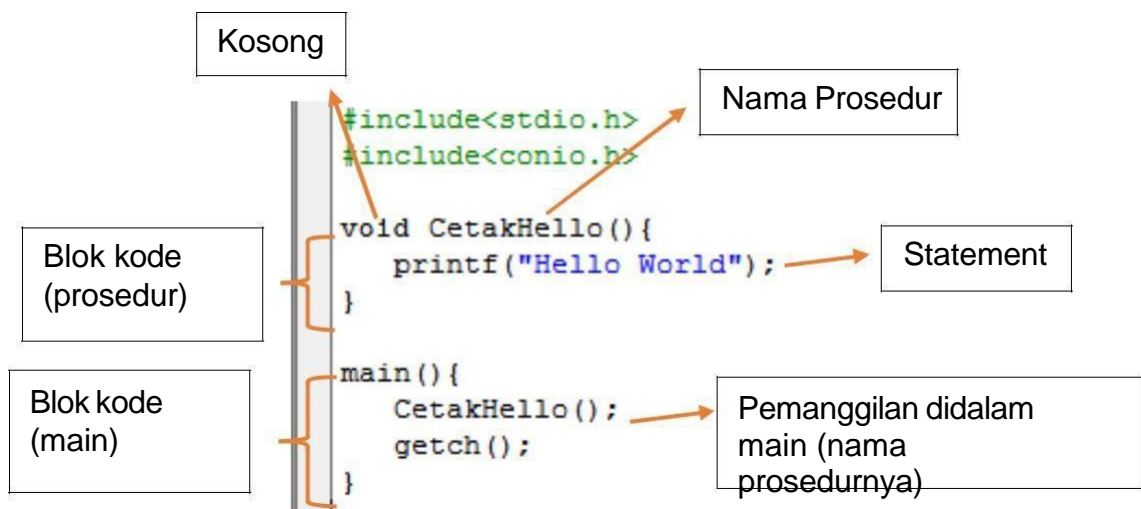 Kosong
Nama Prosedur
#include<stdio.h>
#include<conio.h>
void CetakHello(){
printf("Hello World");
}
Blok kode
(prosedur)
Statement
main(){
CetakHello();
getch();
}
Blok kode
(main)
Pemanggilan didalam
main (nama
prosedurnya)